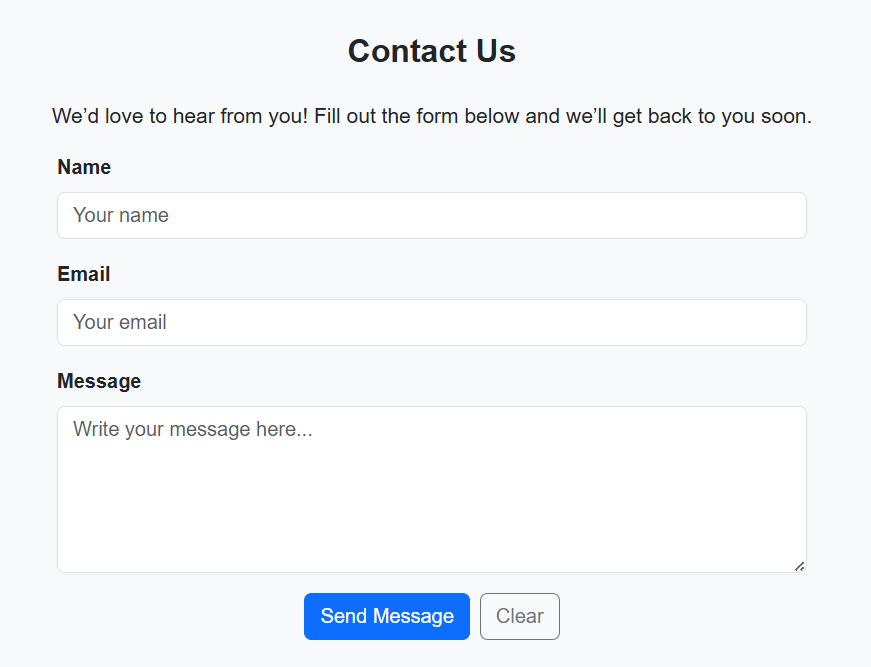 Contact Us
We’d love to hear from you! Fill out the form below and we’ll get back to you soon.
Name
Your name
Email
Your email
Message
Write your message here...
Send Message Clear